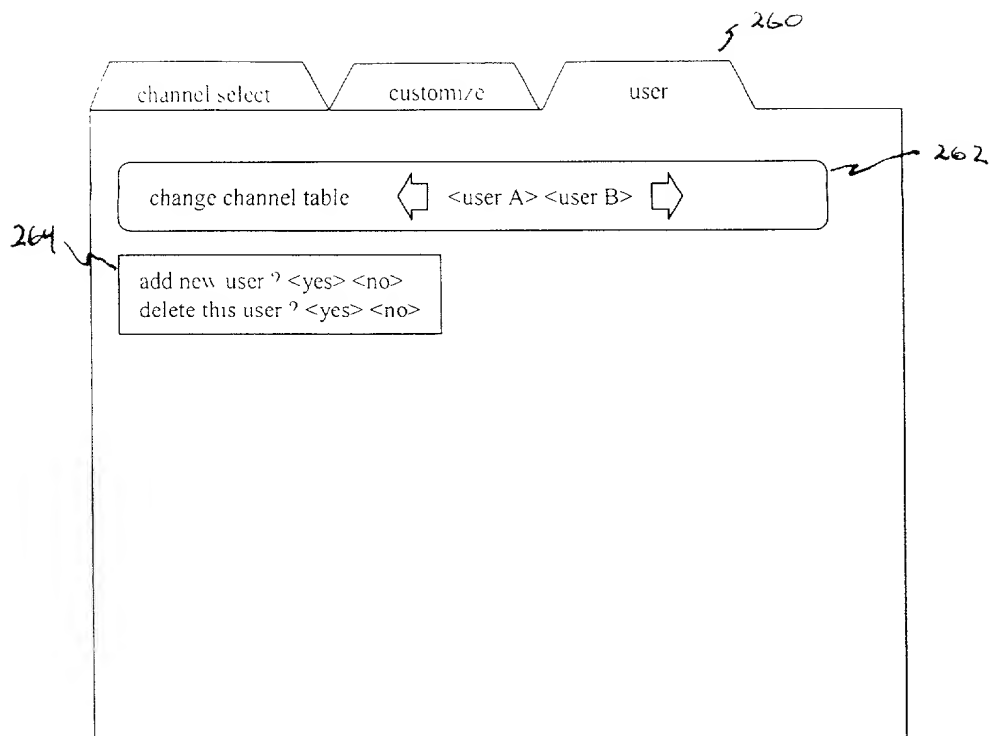 260
channel select customize user
262
change channel table <user A> <user B>
264
add new user ? <yes> <no>
delete this user ? <yes> <no>